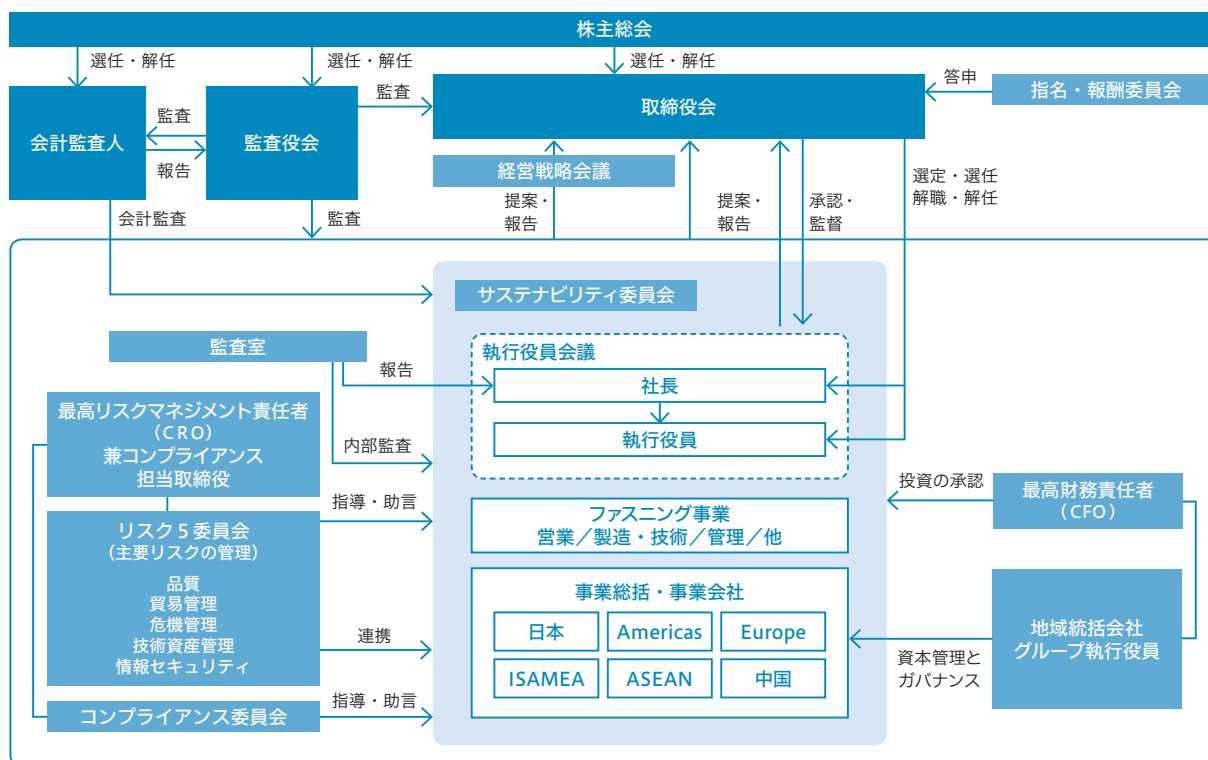 株主総会
選任・解任
選任・解任
選任・解任
会計監査人
監査
報告
監査役会
監査
取締役会
答申
指名・報酬委員会
経営戦略会議
会計監査
監査
提案・
報告
提案・
報告
承認・
監督
選定・選任
解職・解任
サステナビリティ委員会
監査室
報告
内部監査
執行役員会議
社長
執行役員
最高リスクマネジメント責任者
（CRO）
兼コンプライアンス
担当取締役
リスク5委員会
（主要リスクの管理）
品質
貿易管理
危機管理
技術資産管理
情報セキュリティ
指導・助言
連携
コンプライアンス委員会
指導・助言
ファスニング事業
営業／製造・技術／管理／他
事業総括・事業会社
日本
Americas
Europe
ISAMEA
ASEAN
中国
投資の承認
最高財務責任者
（CFO）
資本管理と
ガバナンス
地域統括会社
グループ執行役員